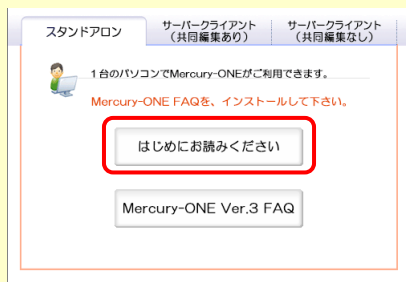 スタンドアロン
サーバークライアント
（共同編集あり）
サーバークライアント
（共同編集なし）
1台のパソコンでMercury-ONEがご利用できます。
Mercury-ONE FAQを、インストールして下さい。
はじめにお読みください
Mercury-ONE Ver.3 FAQ